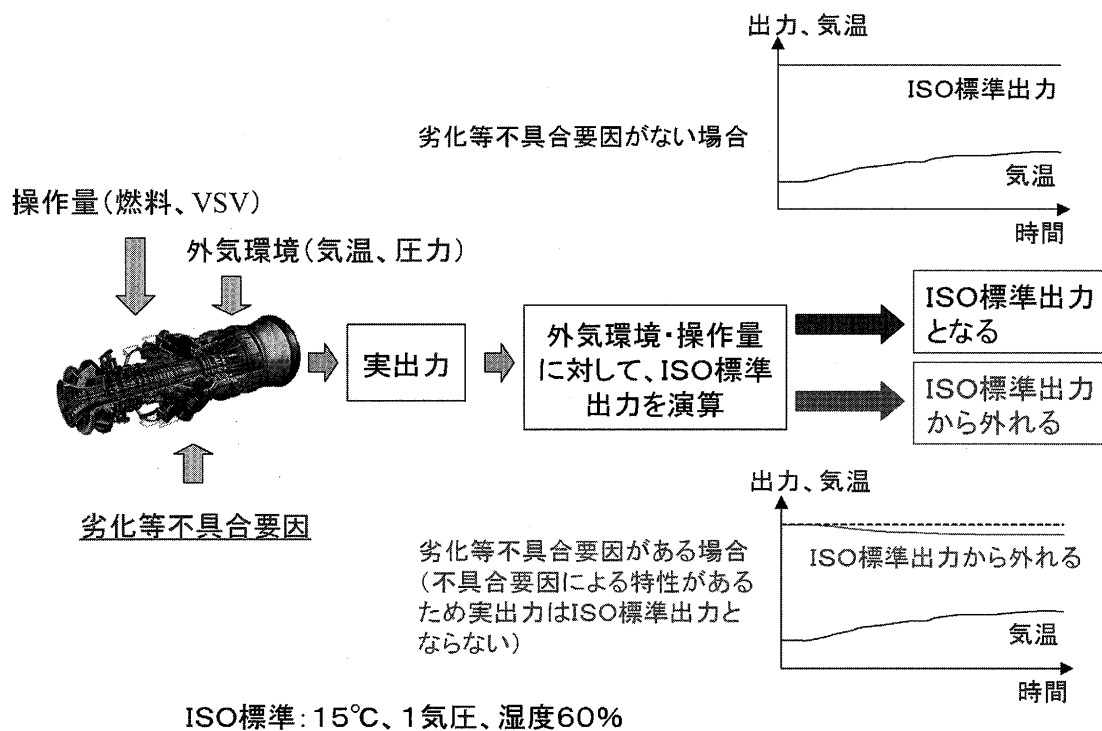 出力、気温
ISO標準出力
劣化等不具合要因がない場合
気温
時間
操作量(燃料、VSV)
外気環境(気温、圧力)
実出力
外気環境・操作量
に対して、ISO標準
出力を演算
ISO標準出力
となる
ISO標準出力
から外れる
劣化等不具合要因
出力、気温
ISO標準出力から外れる
劣化等不具合要因がある場合
(不具合要因による特性がある
ため実出力はISO標準出力と
ならない)
気温
時間
ISO標準:15℃、1気圧、湿度60%